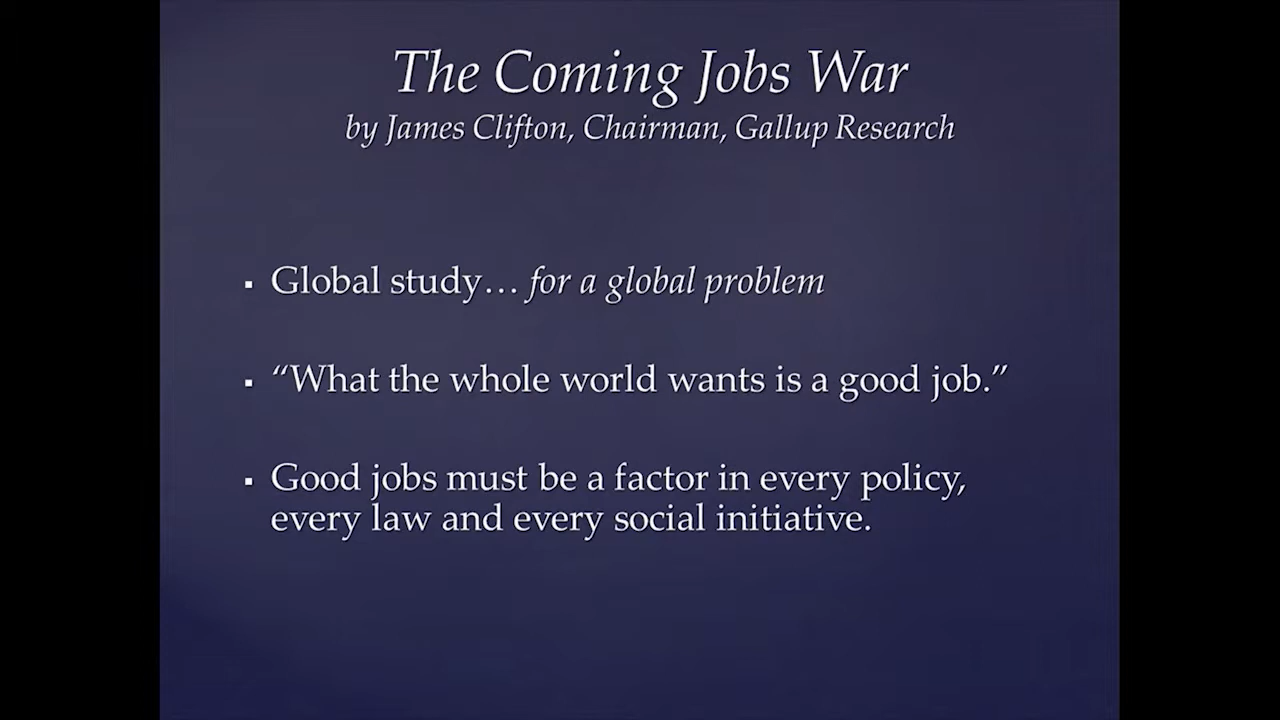 The Coming Jobs War
by James Clifton, Chairman, Gallup Research
▪ Global study… for a global problem
▪ “What the whole world wants is a good job.”
▪ Good jobs must be a factor in every policy,
every law and every social initiative.